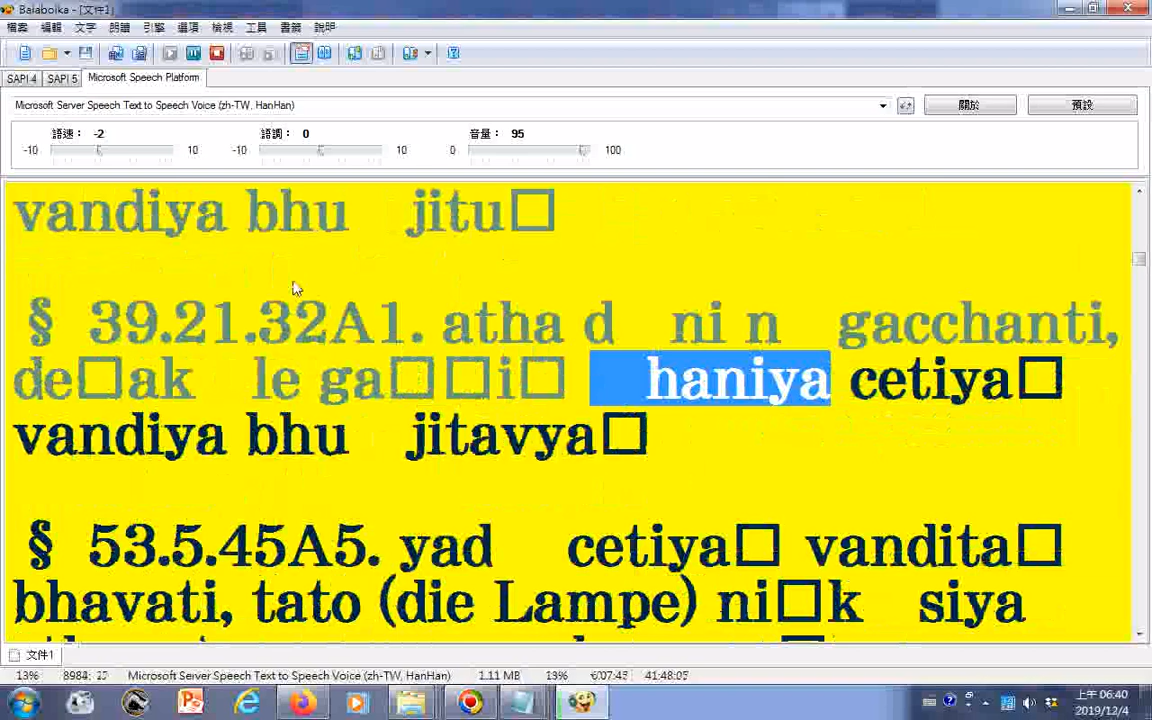 Balabolka - [文件1]
檔案 編輯 文字 朗讀 引擎 選項 檢視 工具 書籤 說明
SAPI 4 SAPI 5 Microsoft Speech Platform
Microsoft Server Speech Text to Speech Voice (zh-TW, HanHan) 關於 預設
語速： -2 語調： 0 音量： 95
-10 10 -10 10 0 100
vandiya bhu jitu□
§ 39.21.32A1. atha d ni n gacchanti,
de□ak le ga□□i□ haniya cetiya□
vandiya bhu jitavya□
§ 53.5.45A5. yad cetiya□ vandita□
bhavati, tato (die Lampe) ni□k siya
文件1
13% 8984: 15 Microsoft Server Speech Text to Speech Voice (zh-TW, HanHan) 1.11 MB 13% 41:48:05
上午 06:40
2019/12/4